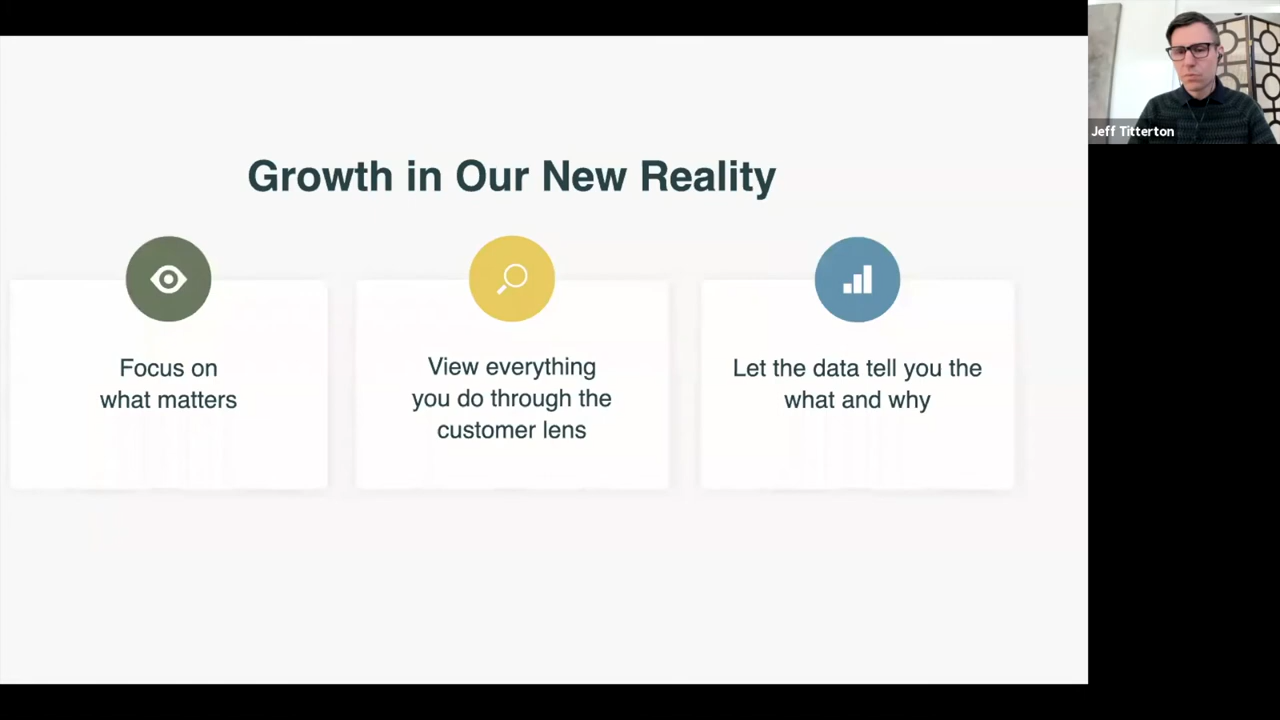 Growth in Our New Reality
Focus on
what matters
View everything
you do through the
customer lens
Let the data tell you the
what and why
Jeff Titterton